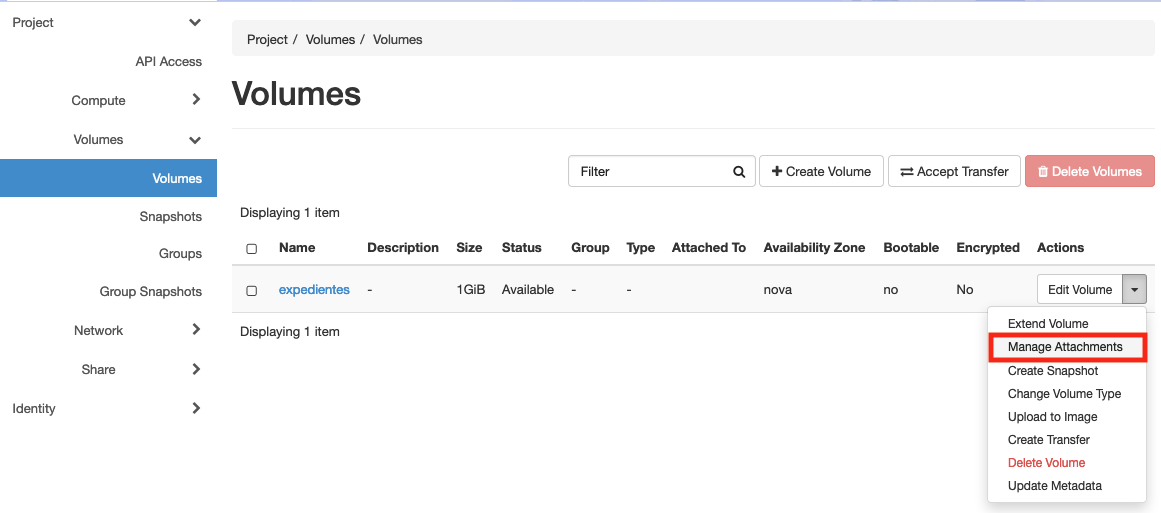 Project
API Access
Compute
Volumes
Volumes
Snapshots
Groups
Group Snapshots
Network
Share
Identity
Project / Volumes / Volumes
Volumes
Filter Create Volume Accept Transfer Delete Volumes
Displaying 1 item
Name Description Size Status Group Type Attached To Availability Zone Bootable Encrypted Actions
expedientes - 1GiB Available - - nova no No Edit Volume
Displaying 1 item
Extend Volume
Manage Attachments
Create Snapshot
Change Volume Type
Upload to Image
Create Transfer
Delete Volume
Update Metadata